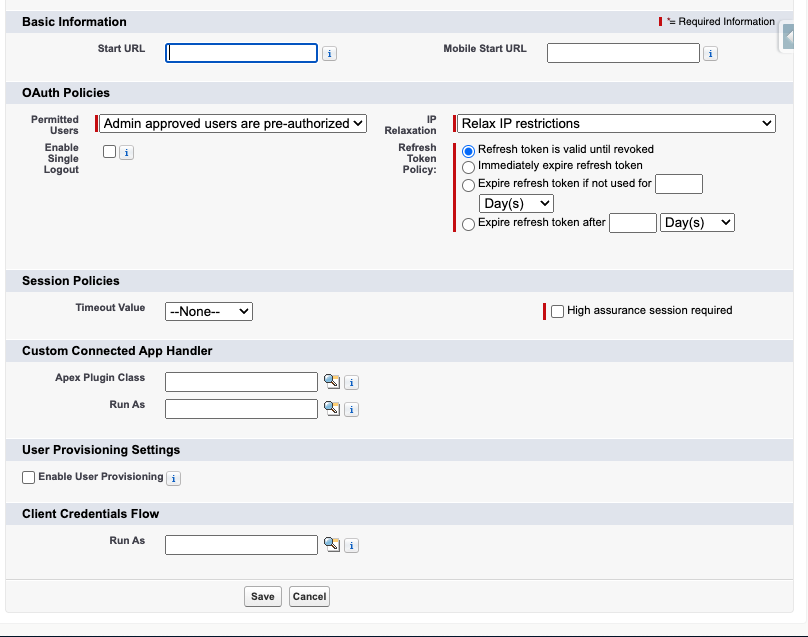 Basic Information
*= Required Information
Start URL
i
Mobile Start URL
i
OAuth Policies
Permitted Users
Admin approved users are pre-authorized
IP Relaxation
Relax IP restrictions
Enable Single Logout
i
Refresh Token Policy:
Refresh token is valid until revoked
Immediately expire refresh token
Expire refresh token if not used for
Day(s)
Expire refresh token after
Day(s)
Session Policies
Timeout Value
--None--
High assurance session required
Custom Connected App Handler
Apex Plugin Class
i
Run As
i
User Provisioning Settings
Enable User Provisioning
i
Client Credentials Flow
Run As
i
Save
Cancel